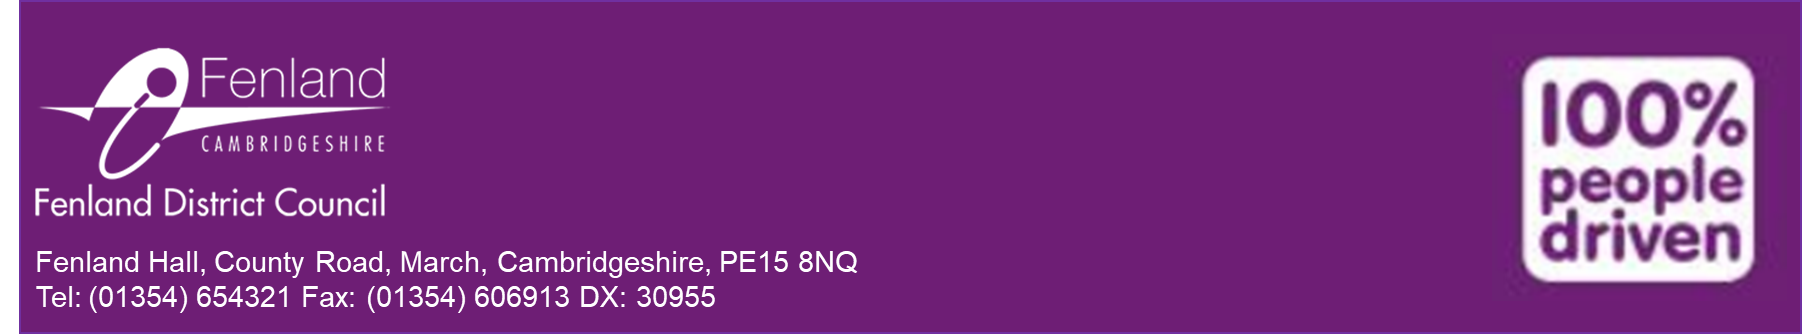 Fenland
CAMBRIDGESHIRE
Fenland District Council
Fenland Hall, County Road, March, Cambridgeshire, PE15 8NQ
Tel: (01354) 654321 Fax: (01354) 606913 DX: 30955
100%
people
driven